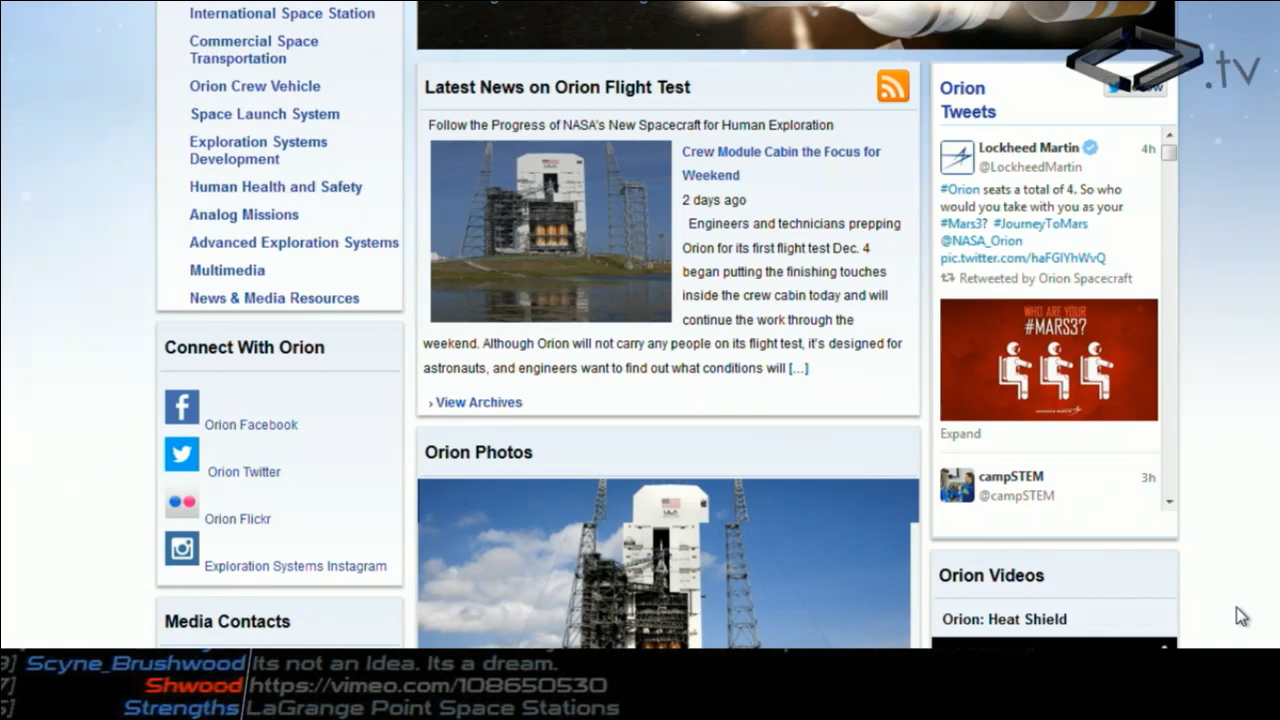 International Space Station
Commercial Space
Transportation
Orion Crew Vehicle
Space Launch System
Exploration Systems
Development
Human Health and Safety
Analog Missions
Advanced Exploration Systems
Multimedia
News & Media Resources
Connect With Orion
Orion Facebook
Orion Twitter
Orion Flickr
Exploration Systems Instagram
Media Contacts
Latest News on Orion Flight Test
Follow the Progress of NASA's New Spacecraft for Human Exploration
Crew Module Cabin the Focus for
Weekend
2 days ago
Engineers and technicians prepping
Orion for its first flight test Dec. 4
began putting the finishing touches
inside the crew cabin today and will
continue the work through the
weekend. Although Orion will not carry any people on its flight test, it's designed for
astronauts, and engineers want to find out what conditions will [...]
› View Archives
Orion Photos
ULA
.tv
Orion
Tweets
Lockheed Martin 4h
@LockheedMartin
#Orion seats a total of 4. So who
would you take with you as your
#Mars3? #JourneyToMars
@NASA_Orion
pic.twitter.com/haFGlYhWvQ
Retweeted by Orion Spacecraft
WHO ARE YOUR
#MARS3?
LOCKHEED MARTIN
Expand
campSTEM 3h
@campSTEM
Orion Videos
Orion: Heat Shield
9] Scyne_Brushwood Its not an Idea. Its a dream.
7] Shwood https://vimeo.com/108650530
5] Strengths LaGrange Point Space Stations